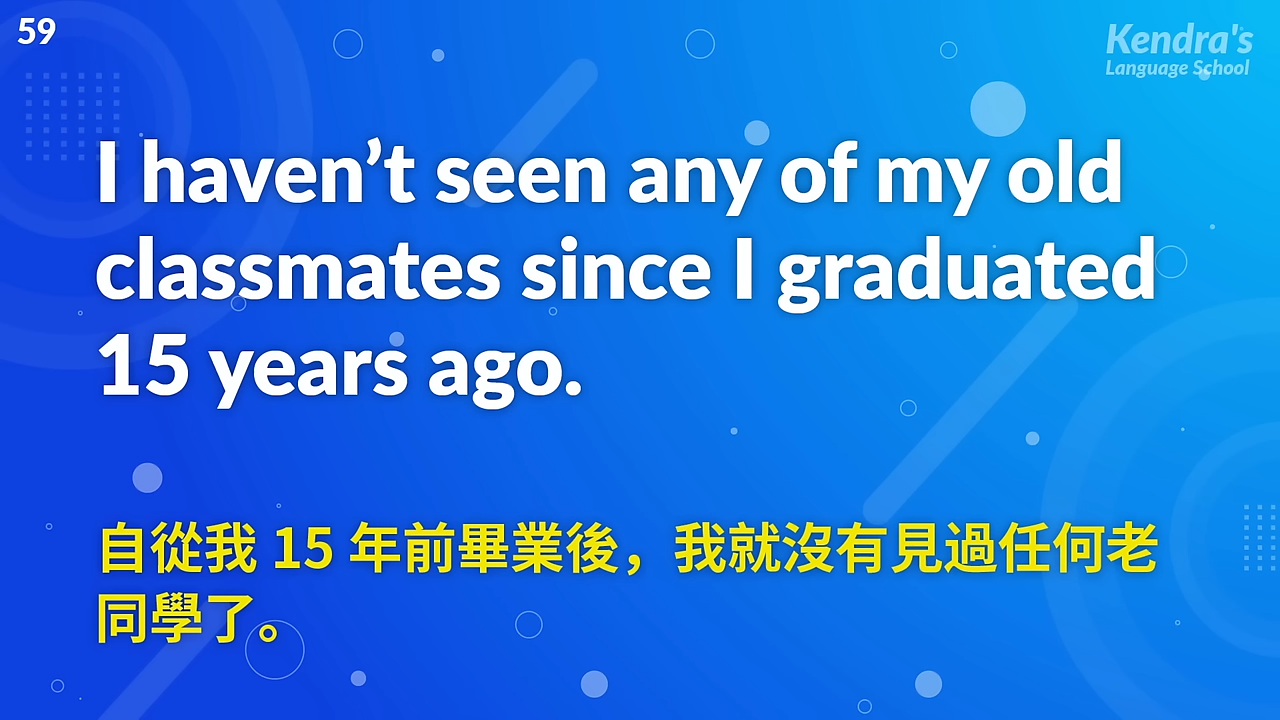 59
Kendra's
Language School
I haven’t seen any of my old
classmates since I graduated
15 years ago.
自從我 15 年前畢業後，我就沒有見過任何老
同學了。